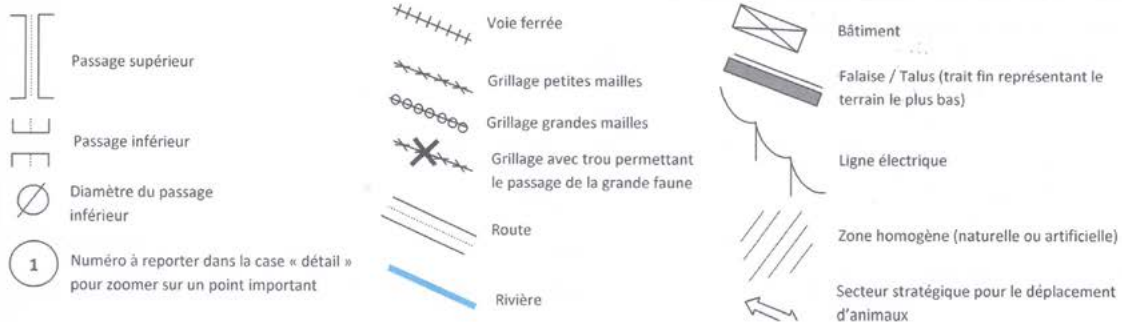 Passage supérieur
Passage inférieur
Diamètre du passage
inférieur
1
Numéro à reporter dans la case « détail »
pour zoomer sur un point important
Voie ferrée
Grillage petites mailles
Grillage grandes mailles
Grillage avec trou permettant
le passage de la grande faune
Route
Rivière
Bâtiment
Falaise / Talus (trait fin représentant le
terrain le plus bas)
Ligne électrique
Zone homogène (naturelle ou artificielle)
Secteur stratégique pour le déplacement
d'animaux